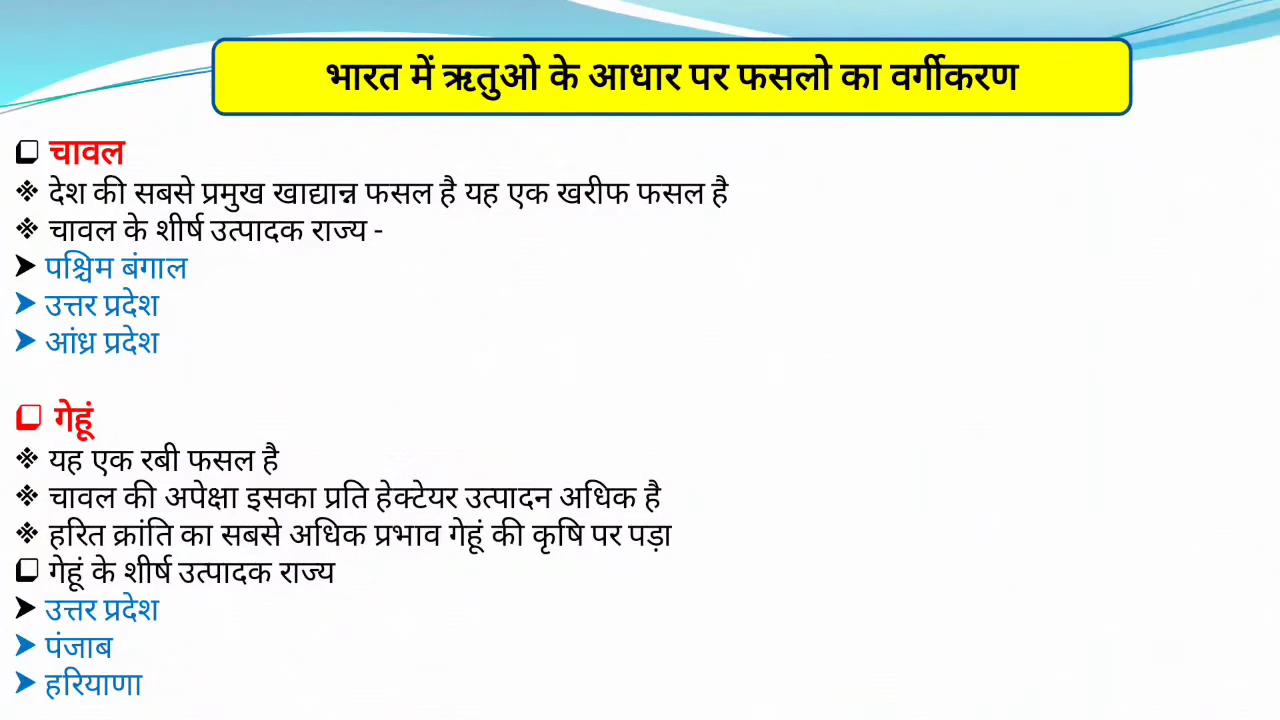 भारत में ऋतुओ के आधार पर फसलो का वर्गीकरण
चावल
देश की सबसे प्रमुख खाद्यान्न फसल है यह एक खरीफ फसल है
चावल के शीर्ष उत्पादक राज्य -
पश्चिम बंगाल
उत्तर प्रदेश
आंध्र प्रदेश
गेहूं
यह एक रबी फसल है
चावल की अपेक्षा इसका प्रति हेक्टेयर उत्पादन अधिक है
हरित क्रांति का सबसे अधिक प्रभाव गेहूं की कृषि पर पड़ा
गेहूं के शीर्ष उत्पादक राज्य
उत्तर प्रदेश
पंजाब
हरियाणा